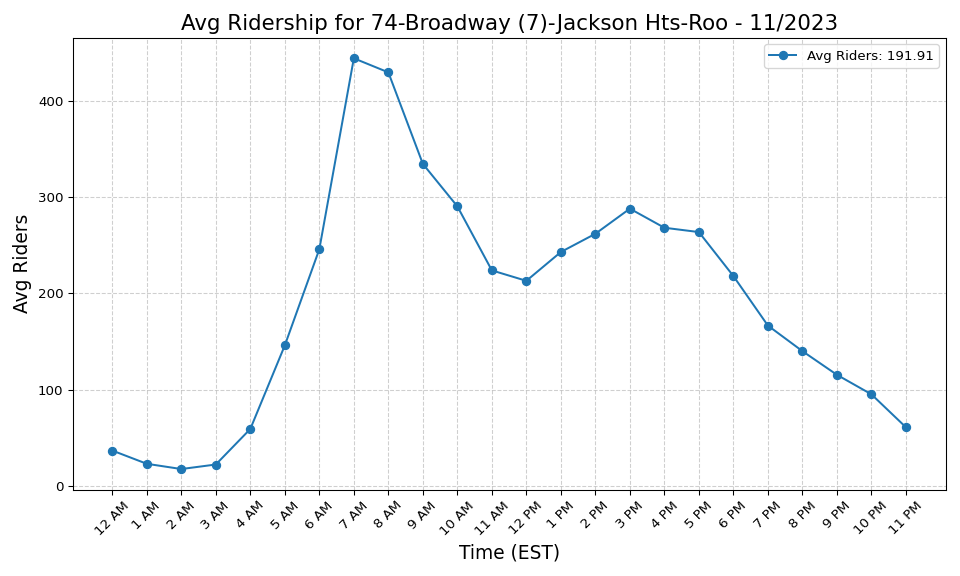 Avg Ridership for 74-Broadway (7)-Jackson Hts-Roo - 11/2023
Avg Riders: 191.91
Avg Riders
400
300
200
100
0
12 AM
1 AM
2 AM
3 AM
4 AM
5 AM
6 AM
7 AM
8 AM
9 AM
10 AM
11 AM
12 PM
1 PM
2 PM
3 PM
4 PM
5 PM
6 PM
7 PM
8 PM
9 PM
10 PM
11 PM
Time (EST)